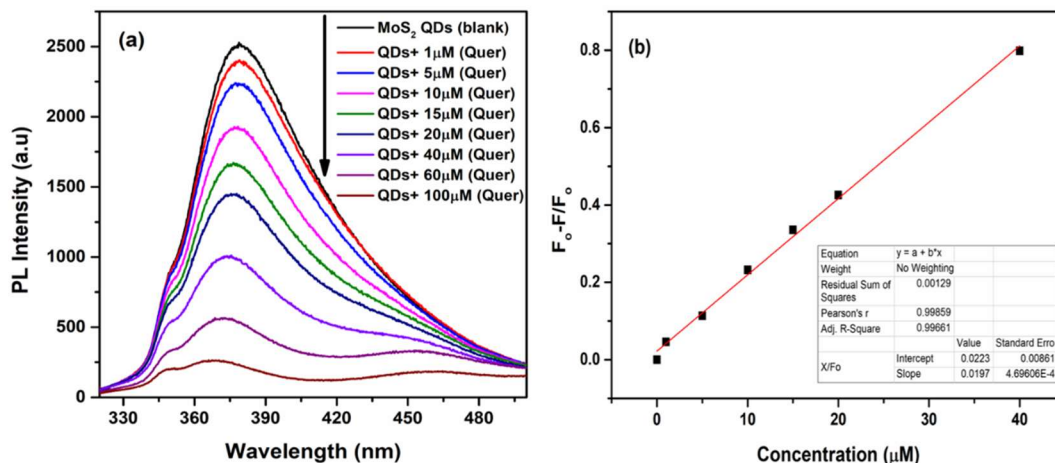 (a)
MoS₂ QDs (blank)
QDs+ 1μM (Quer)
QDs+ 5μM (Quer)
QDs+ 10μM (Quer)
QDs+ 15μM (Quer)
QDs+ 20μM (Quer)
QDs+ 40μM (Quer)
QDs+ 60μM (Quer)
QDs+ 100μM (Quer)
PL Intensity (a.u)
2500
2000
1500
1000
500
0
330 360 390 420 450 480
Wavelength (nm)
(b)
Fₒ-F/Fₒ
0.8
0.6
0.4
0.2
0.0
Equation y = a + b*x
Weight No Weighting
Residual Sum of Squares 0.00129
Pearson's r 0.99859
Adj. R-Square 0.99661
Value Standard Erro
X/Fo Intercept 0.0223 0.00861
Slope 0.0197 4.69606E-4
0 10 20 30 40
Concentration (μM)